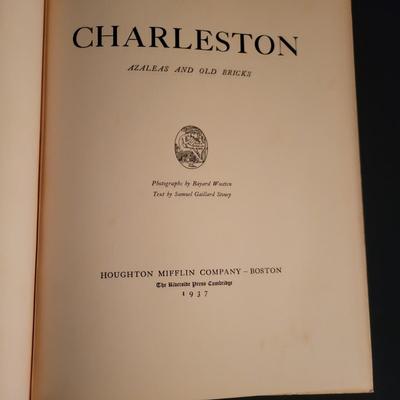 CHARLESTON
AZALEAS AND OLD BRICKS
Photographs by Bayard Wootten
Text by Samuel Gaillard Stoney
HOUGHTON MIFFLIN COMPANY – BOSTON
The Riverside Press Cambridge
1937